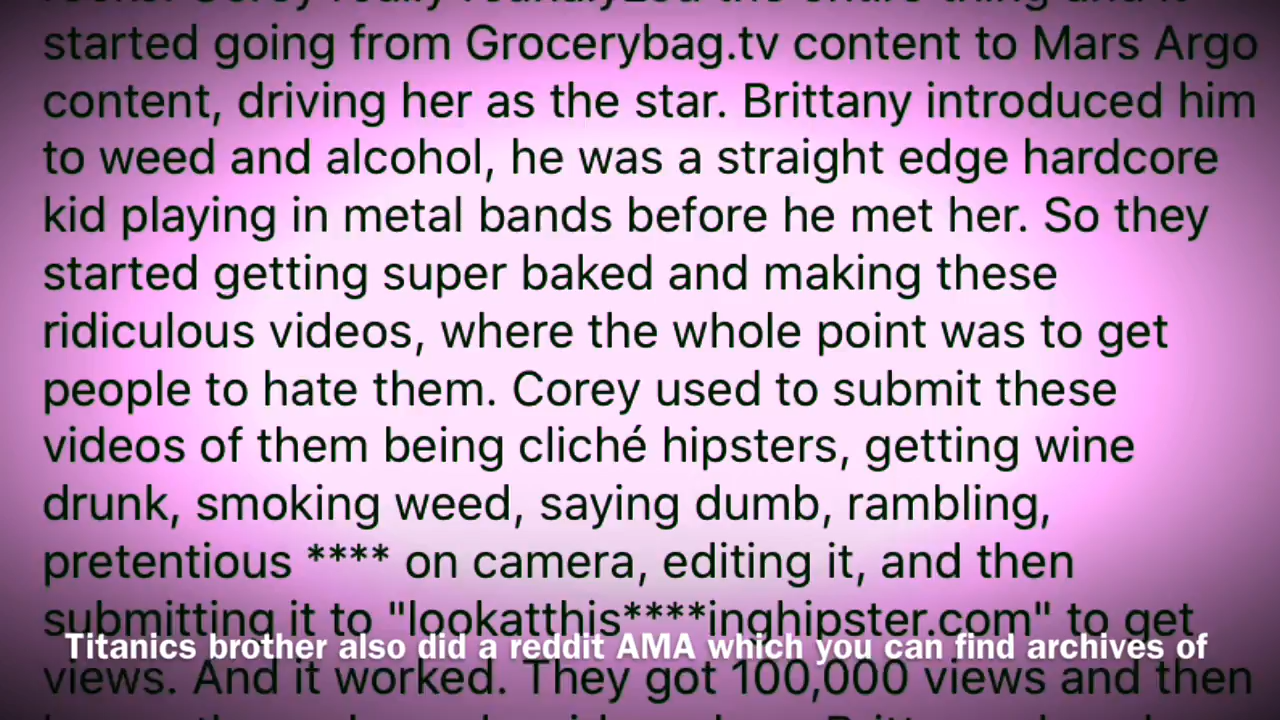 started going from Grocerybag.tv content to Mars Argo
content, driving her as the star. Brittany introduced him
to weed and alcohol, he was a straight edge hardcore
kid playing in metal bands before he met her. So they
started getting super baked and making these
ridiculous videos, where the whole point was to get
people to hate them. Corey used to submit these
videos of them being cliché hipsters, getting wine
drunk, smoking weed, saying dumb, rambling,
pretentious **** on camera, editing it, and then
submitting it to "lookatthis****inghipster.com" to get
Titanics brother also did a reddit AMA which you can find archives of
views. And it worked. They got 100,000 views and then